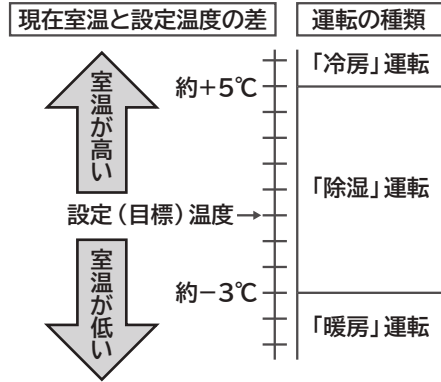 現在室温と設定温度の差
運転の種類
室温が高い
約+5℃
「冷房」運転
「除湿」運転
設定(目標)温度→
室温が低い
約−3℃
「暖房」運転